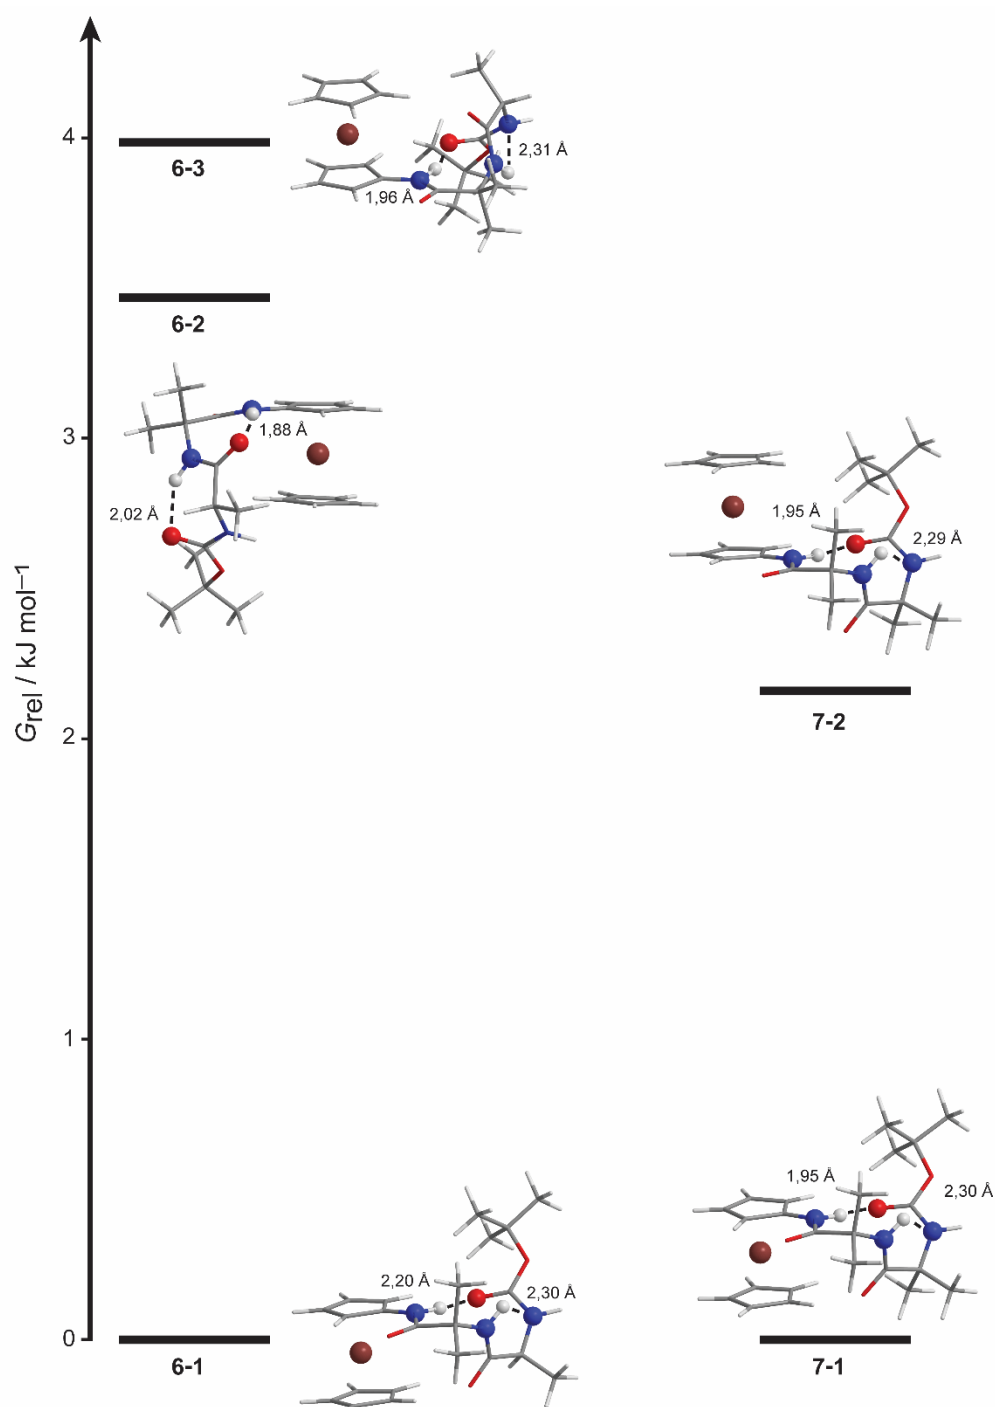 4
6-3
1,96 Å
2,31 Å
6-2
3
1,88 Å
2,02 Å
1,95 Å
2,29 Å
Grel / kJ mol–1
2
7-2
1
1,95 Å
2,30 Å
2,20 Å
2,30 Å
0
6-1
7-1